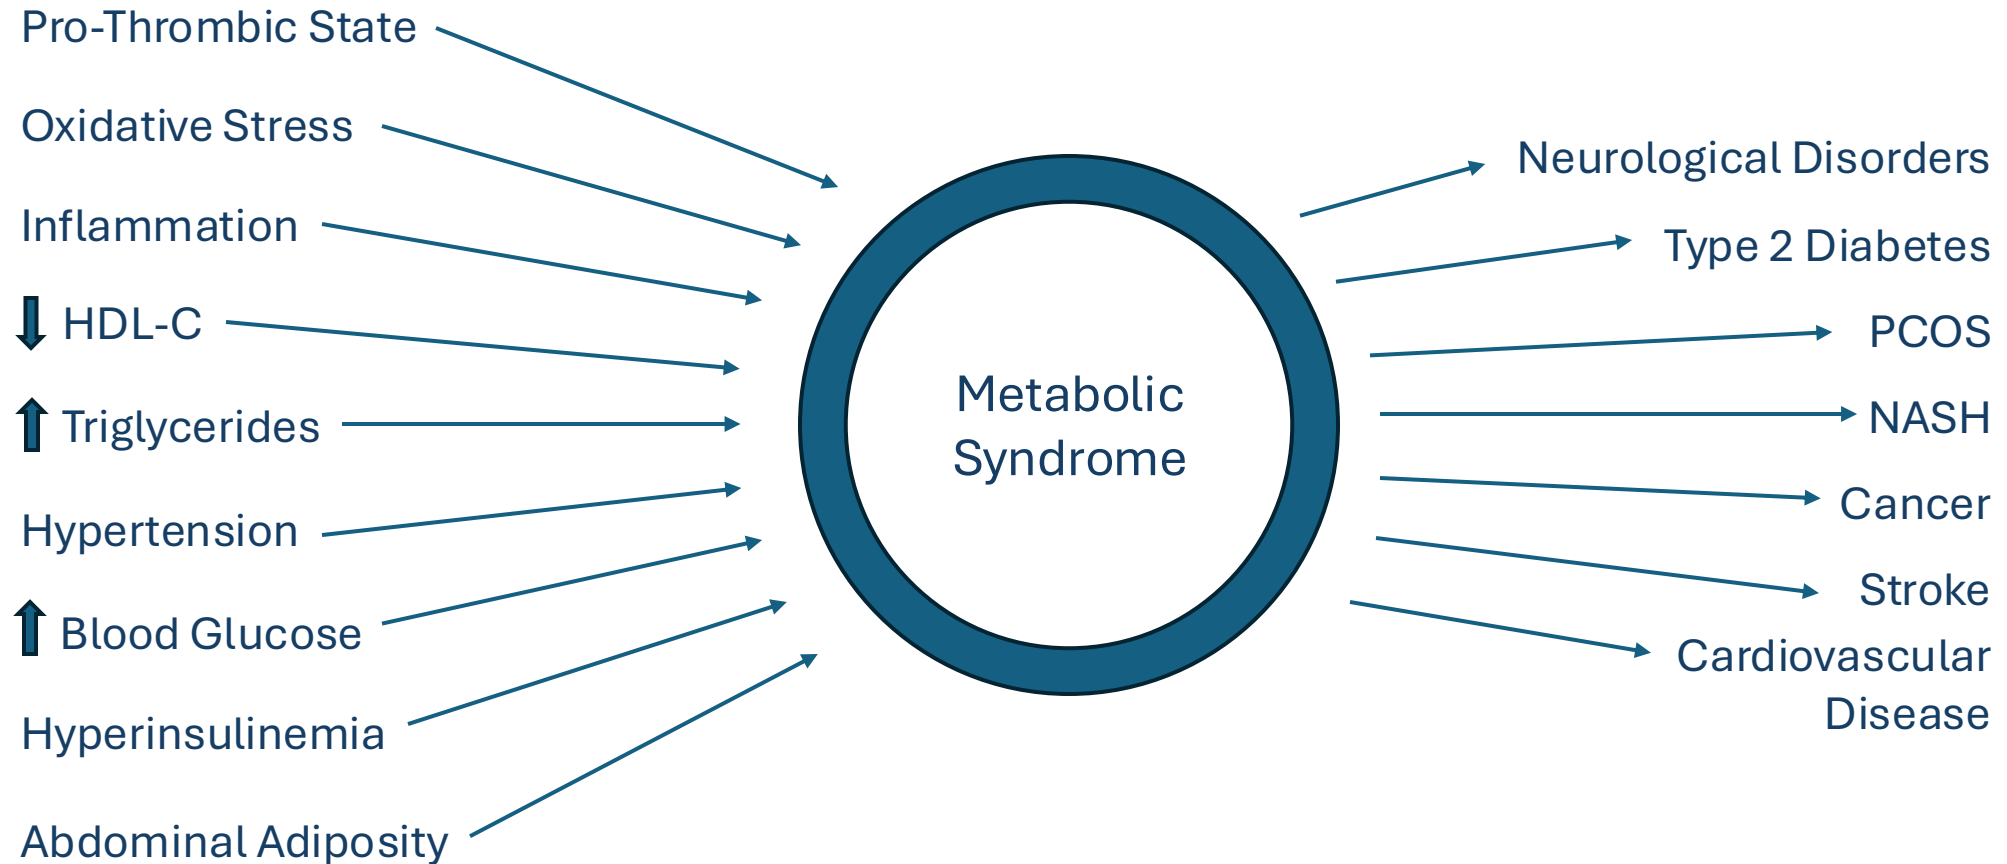 Pro-Thrombic State
Oxidative Stress
Inflammation
HDL-C
Triglycerides
Hypertension
Blood Glucose
Hyperinsulinemia
Abdominal Adiposity
Metabolic
Syndrome
Neurological Disorders
Type 2 Diabetes
PCOS
NASH
Cancer
Stroke
Cardiovascular
Disease